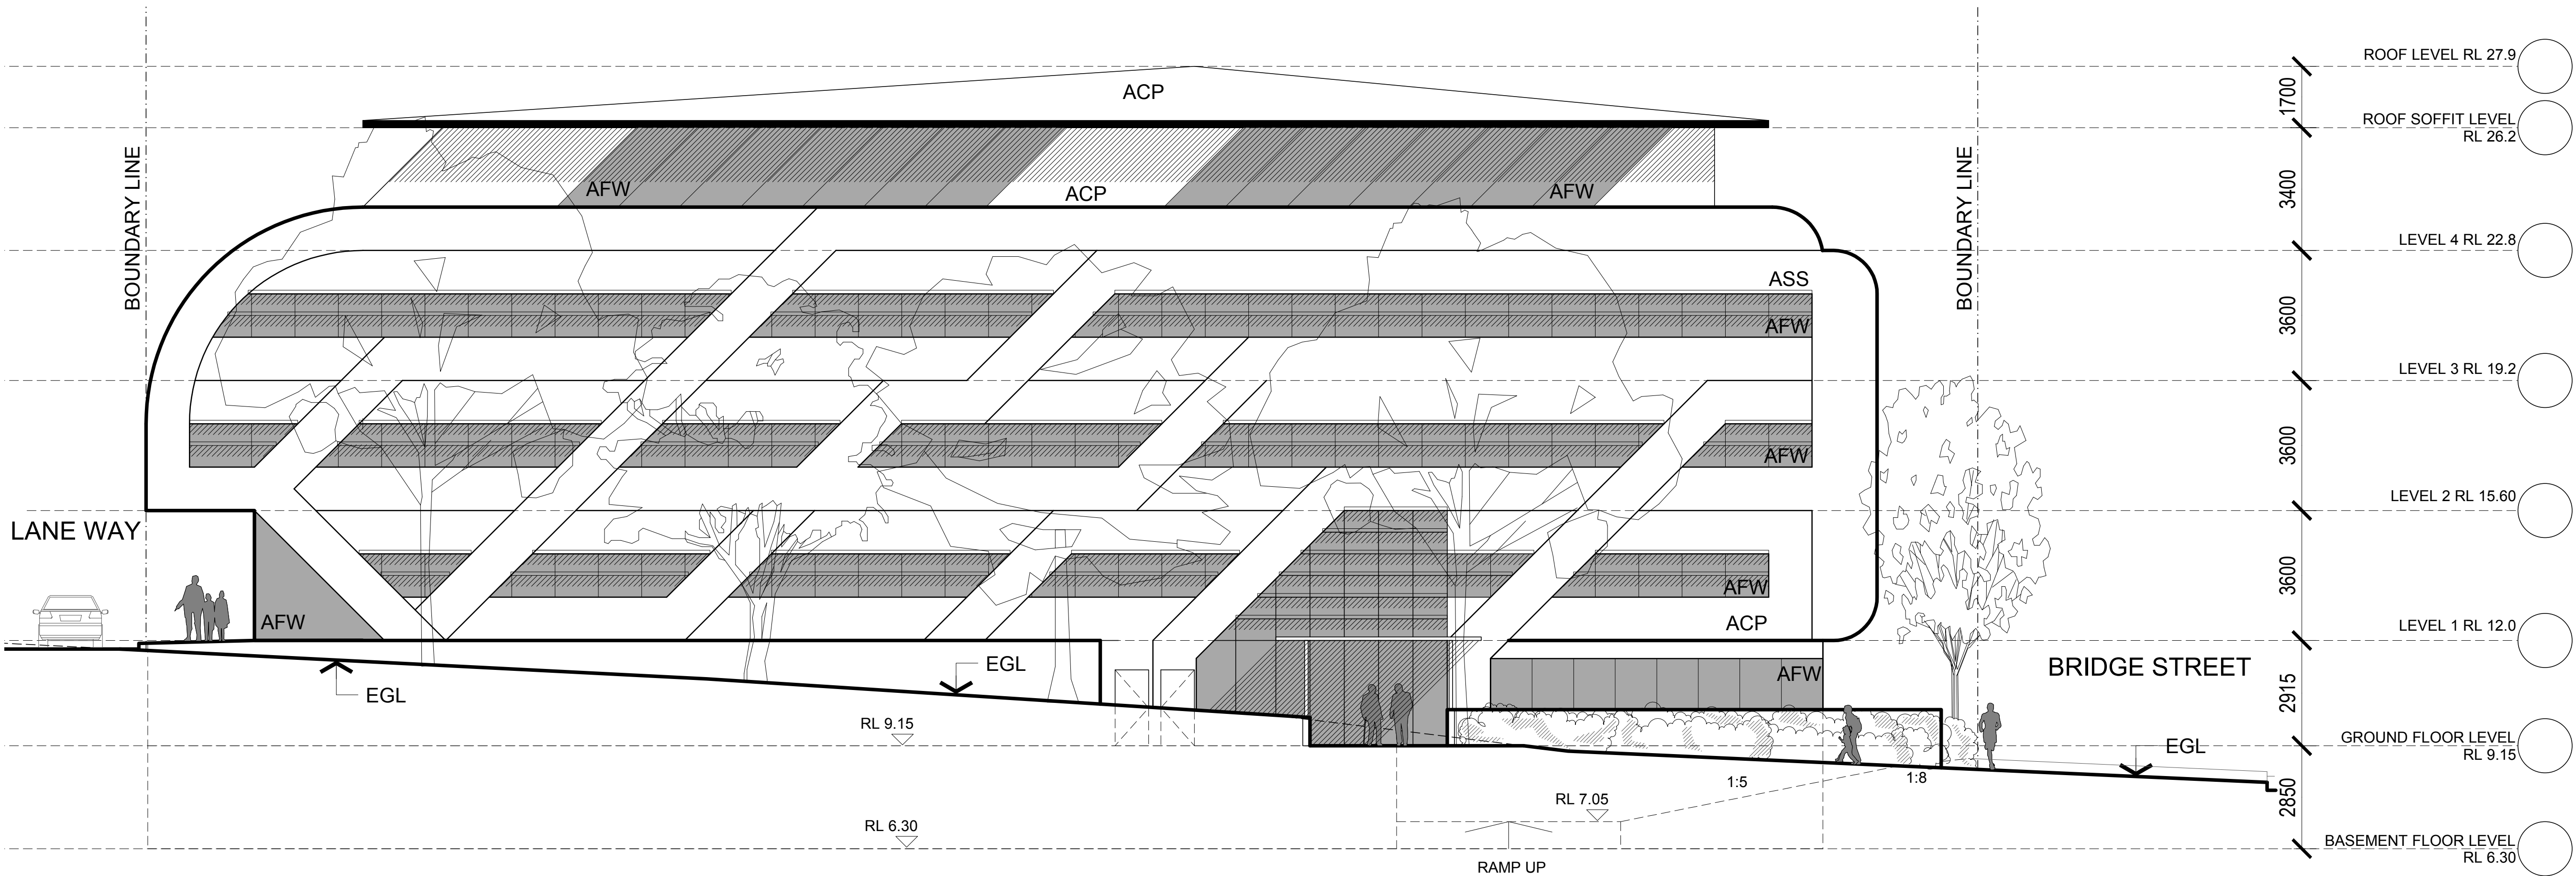 ROOF LEVEL RL 27.9
1700
ACP
ROOF SOFFIT LEVEL
RL 26.2
BOUNDARY LINE
BOUNDARY LINE
3400
AFW
ACP
AFW
LEVEL 4 RL 22.8
ASS
3600
AFW
LEVEL 3 RL 19.2
3600
AFW
LEVEL 2 RL 15.60
LANE WAY
3600
AFW
AFW
ACP
LEVEL 1 RL 12.0
EGL
EGL
AFW
BRIDGE STREET
2915
RL 9.15
GROUND FLOOR LEVEL
RL 9.15
EGL
1:5
1:8
2850
RL 7.05
RL 6.30
BASEMENT FLOOR LEVEL
RL 6.30
RAMP UP